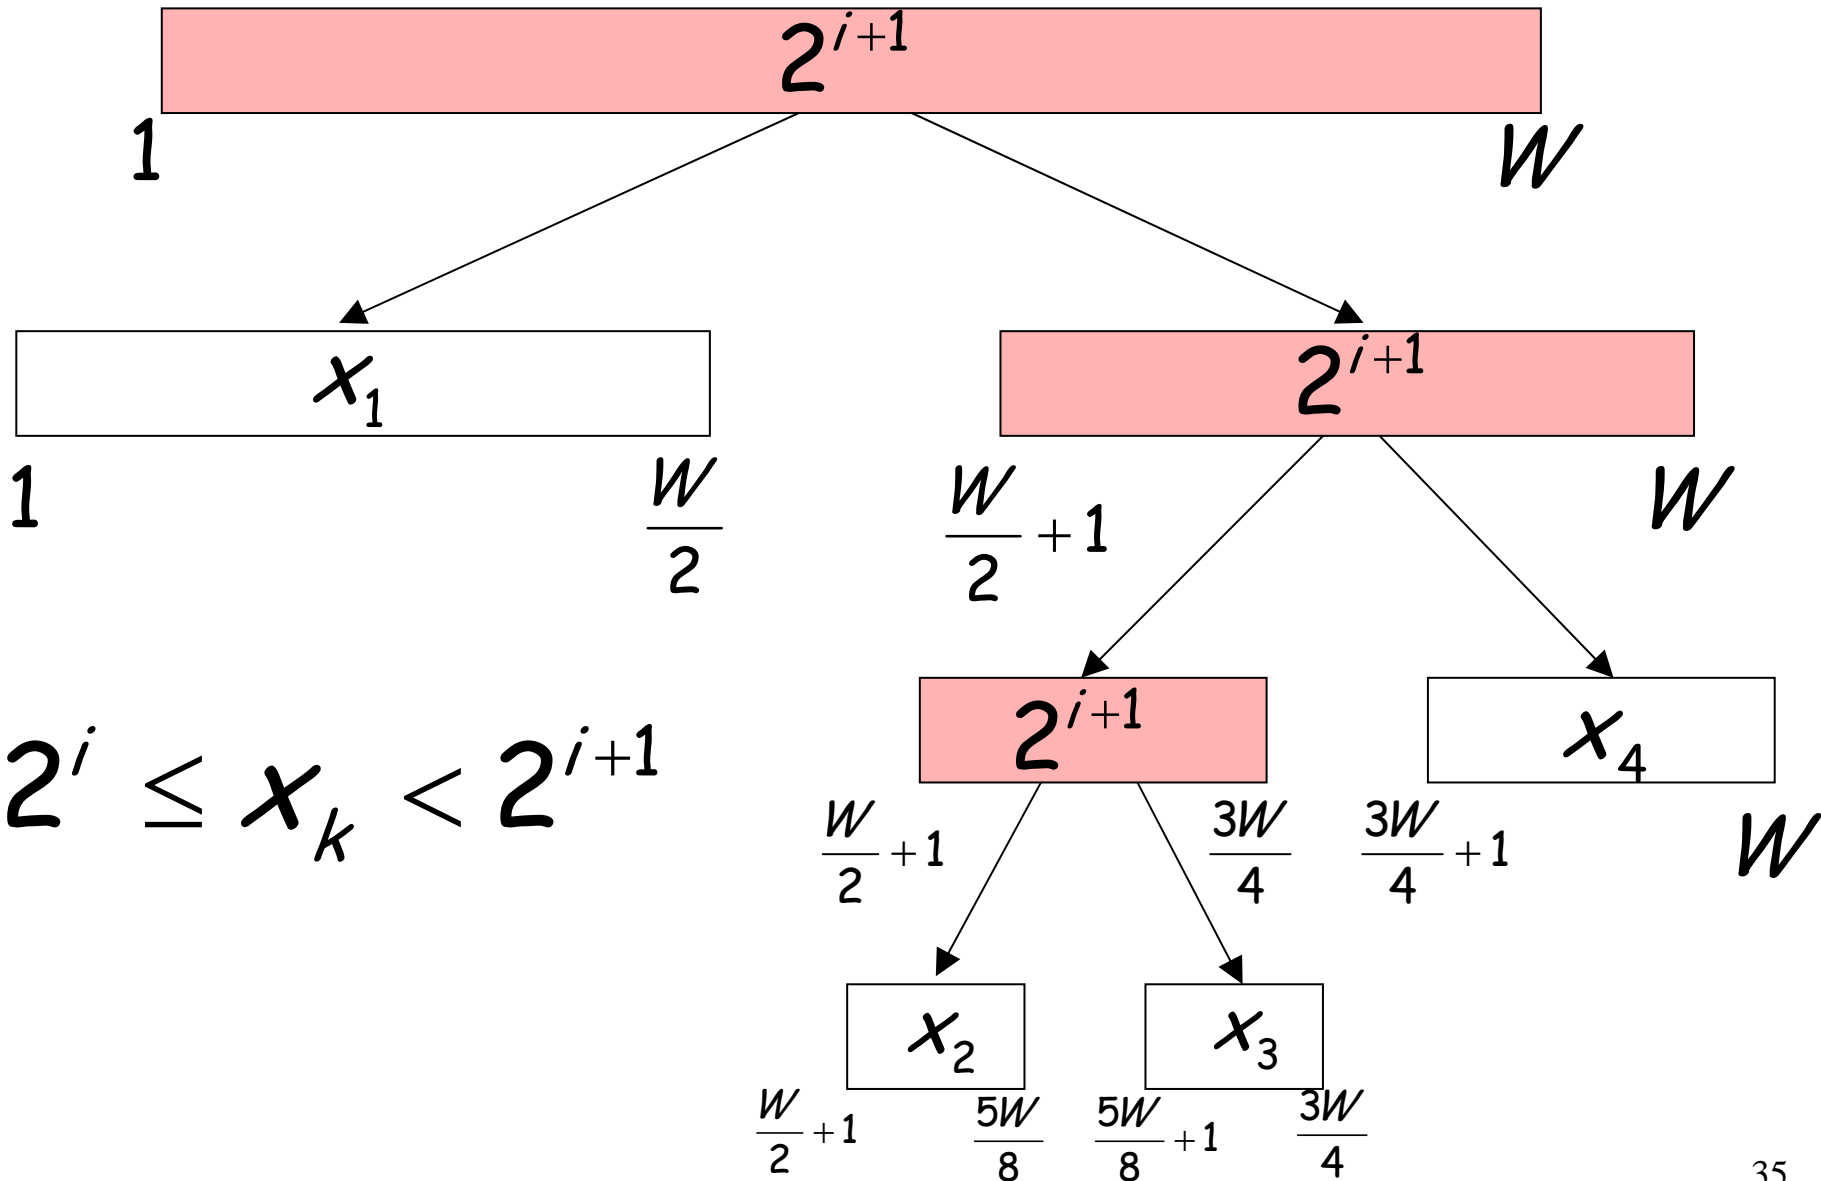 2^{i+1}
1 W
x_1 2^{i+1}
1 W/2 W/2 + 1 W
2^i ≤ x_k < 2^{i+1} 2^{i+1} x_4
W/2 + 1 3W/4 3W/4 + 1 W
x_2 x_3
W/2 + 1 5W/8 5W/8 + 1 3W/4
35